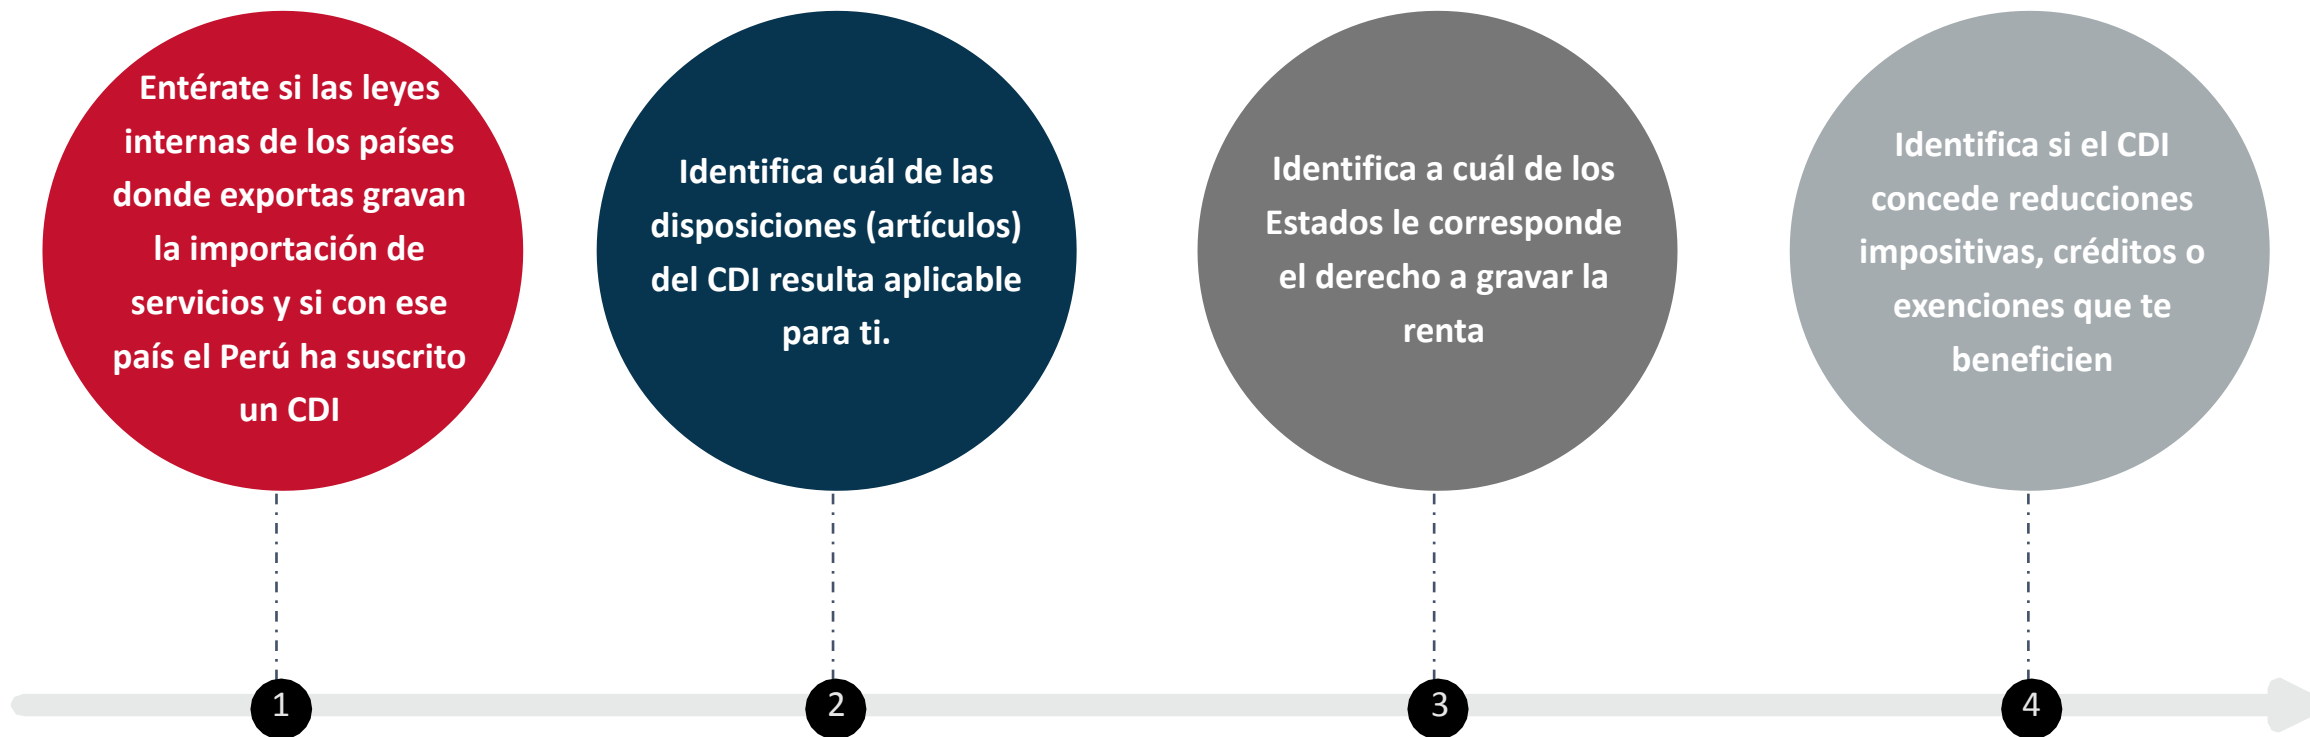 Entérate si las leyes
internas de los países
donde exportas gravan
la importación de
servicios y si con ese
país el Perú ha suscrito
un CDI
Identifica cuál de las
disposiciones (artículos)
del CDI resulta aplicable
para ti.
Identifica a cuál de los
Estados le corresponde
el derecho a gravar la
renta
Identifica si el CDI
concede reducciones
impositivas, créditos o
exenciones que te
beneficien
1
2
3
4